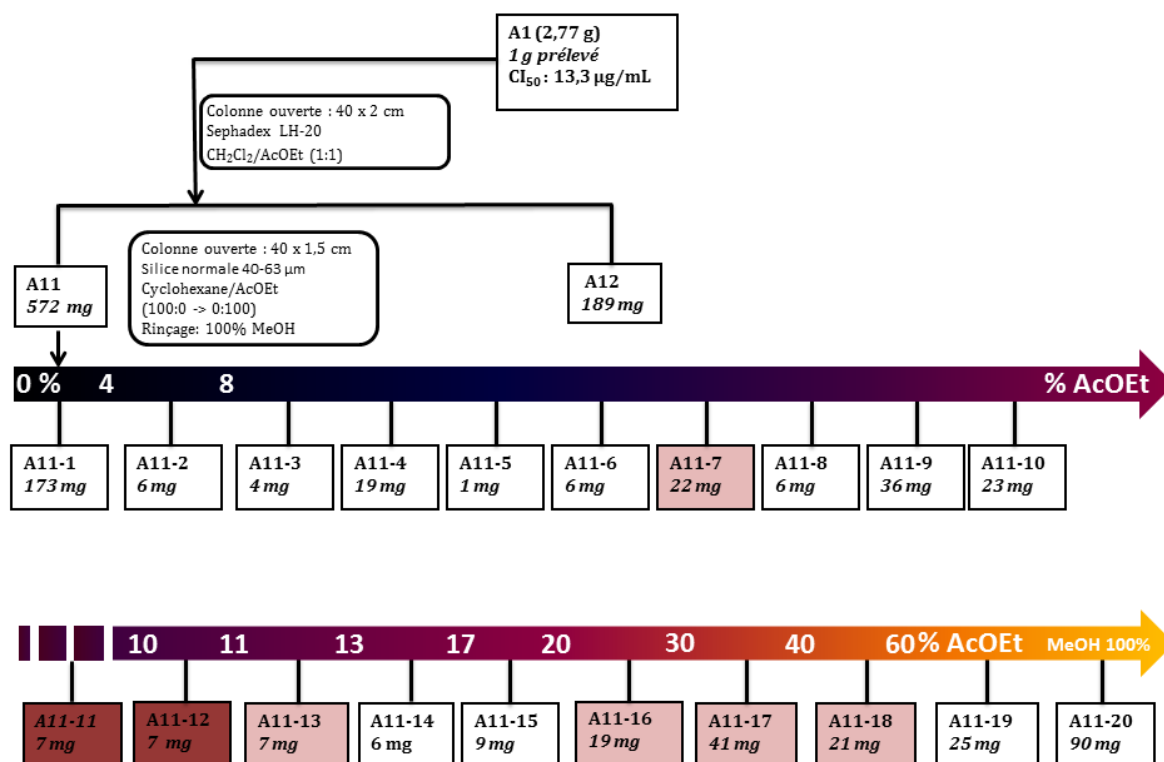 A1 (2,77 g)
1 g prélevé
CI₅₀ : 13,3 µg/mL
Colonne ouverte : 40 x 2 cm
Sephadex LH-20
CH₂Cl₂/AcOEt (1:1)
Colonne ouverte : 40 x 1,5 cm
Silice normale 40-63 µm
Cyclohexane/AcOEt
(100:0 -> 0:100)
Rinçage: 100% MeOH
A11
572 mg
A12
189 mg
0 % 4 8 % AcOEt
A11-1
173 mg
A11-2
6 mg
A11-3
4 mg
A11-4
19 mg
A11-5
1 mg
A11-6
6 mg
A11-7
22 mg
A11-8
6 mg
A11-9
36 mg
A11-10
23 mg
10 11 13 17 20 30 40 60% AcOEt MeOH 100%
A11-11
7 mg
A11-12
7 mg
A11-13
7 mg
A11-14
6 mg
A11-15
9 mg
A11-16
19 mg
A11-17
41 mg
A11-18
21 mg
A11-19
25 mg
A11-20
90 mg